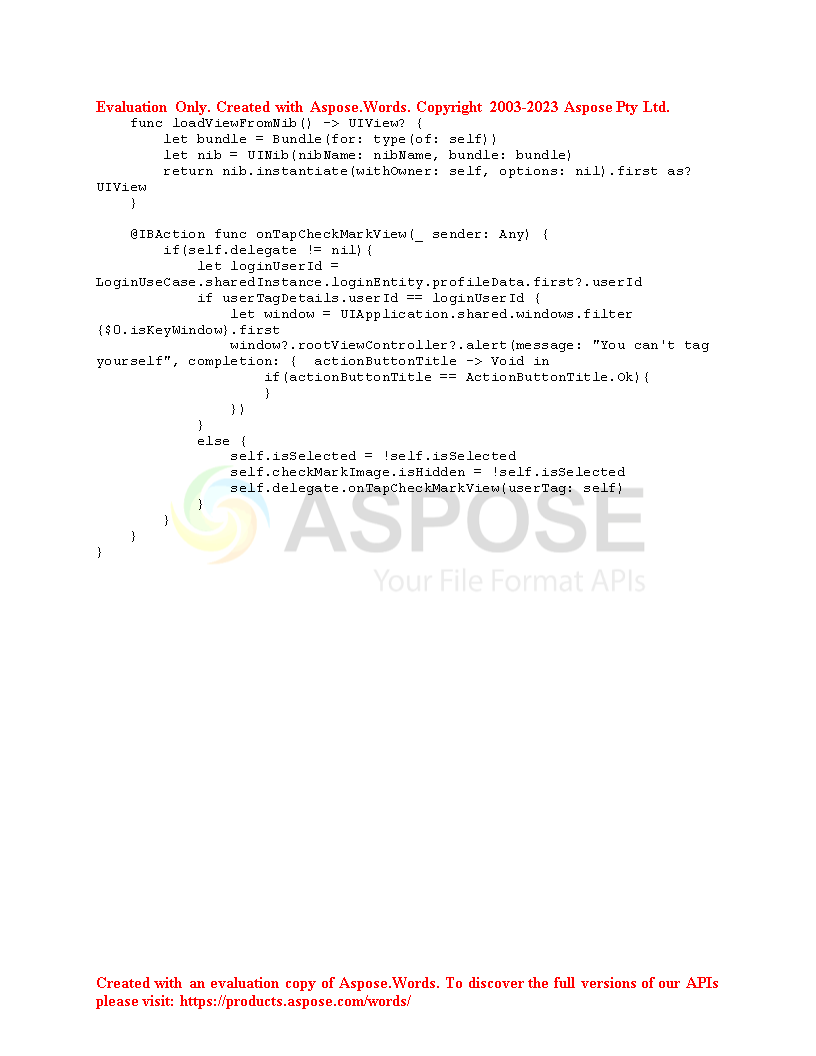 Evaluation Only. Created with Aspose.Words. Copyright 2003-2023 Aspose Pty Ltd.
    func loadViewFromNib() -> UIView? {
        let bundle = Bundle(for: type(of: self))
        let nib = UINib(nibName: nibName, bundle: bundle)
        return nib.instantiate(withOwner: self, options: nil).first as?
UIView
    }

    @IBAction func onTapCheckMarkView(_ sender: Any) {
        if(self.delegate != nil){
            let loginUserId =
LoginUseCase.sharedInstance.loginEntity.profileData.first?.userId
            if userTagDetails.userId == loginUserId {
                let window = UIApplication.shared.windows.filter
{$0.isKeyWindow}.first
                window?.rootViewController?.alert(message: "You can't tag
yourself", completion: {  actionButtonTitle -> Void in
                    if(actionButtonTitle == ActionButtonTitle.Ok){
                    }
                })
            }
            else {
                self.isSelected = !self.isSelected
                self.checkMarkImage.isHidden = !self.isSelected
                self.delegate.onTapCheckMarkView(userTag: self)
            }
        }
    }
}
ASPOSE
Your File Format APIs
Created with an evaluation copy of Aspose.Words. To discover the full versions of our APIs
please visit: https://products.aspose.com/words/